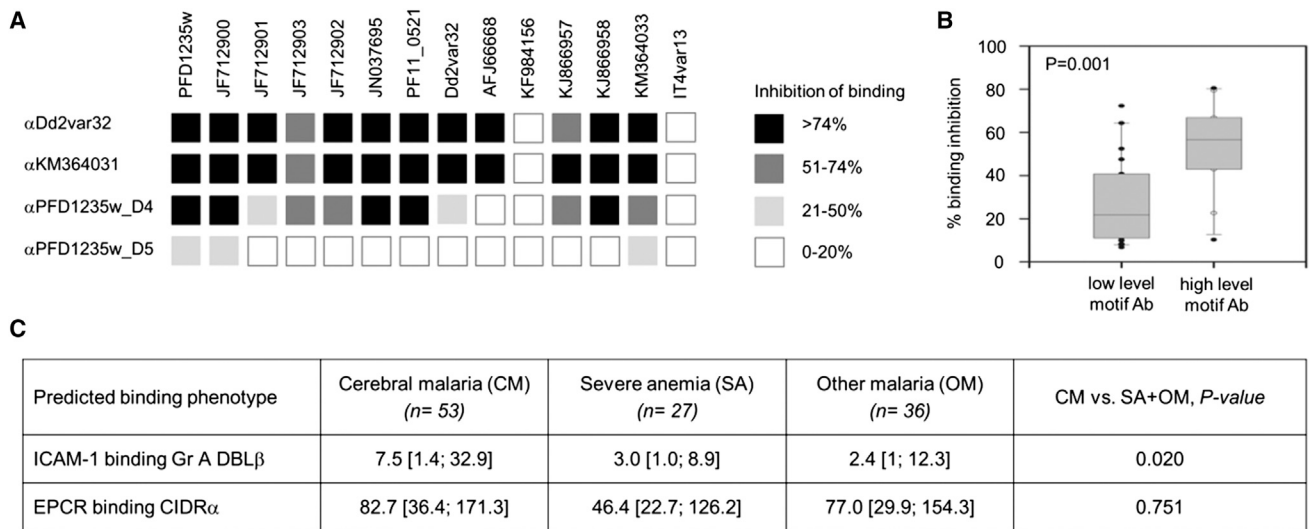 A
PFD1235w
JF712900
JF712901
JF712903
JF712902
JN037695
PF11_0521
Dd2var32
AFJ66668
KF984156
KJ866957
KJ866958
KM364033
IT4var13
αDd2var32
αKM364031
αPFD1235w_D4
αPFD1235w_D5
Inhibition of binding
>74%
51-74%
21-50%
0-20%
B
P=0.001
% binding inhibition
100
80
60
40
20
0
low level
motif Ab
high level
motif Ab
C
Predicted binding phenotype
Cerebral malaria (CM)
(n= 53)
Severe anemia (SA)
(n= 27)
Other malaria (OM)
(n= 36)
CM vs. SA+OM, P-value
ICAM-1 binding Gr A DBLβ
7.5 [1.4; 32.9]
3.0 [1.0; 8.9]
2.4 [1; 12.3]
0.020
EPCR binding CIDRα
82.7 [36.4; 171.3]
46.4 [22.7; 126.2]
77.0 [29.9; 154.3]
0.751